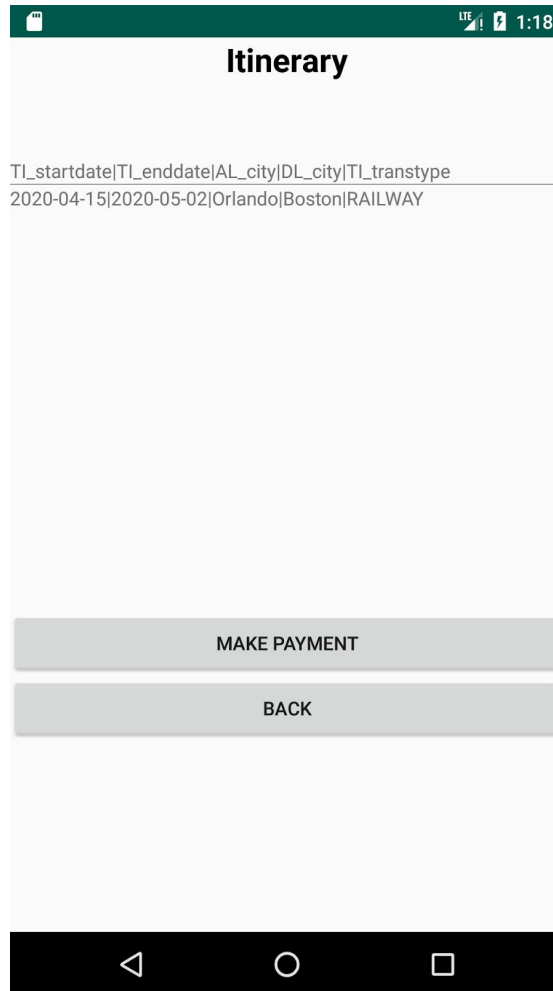 LTE 1:18
Itinerary
TI_startdate|TI_enddate|AL_city|DL_city|TI_transtype
2020-04-15|2020-05-02|Orlando|Boston|RAILWAY
MAKE PAYMENT
BACK